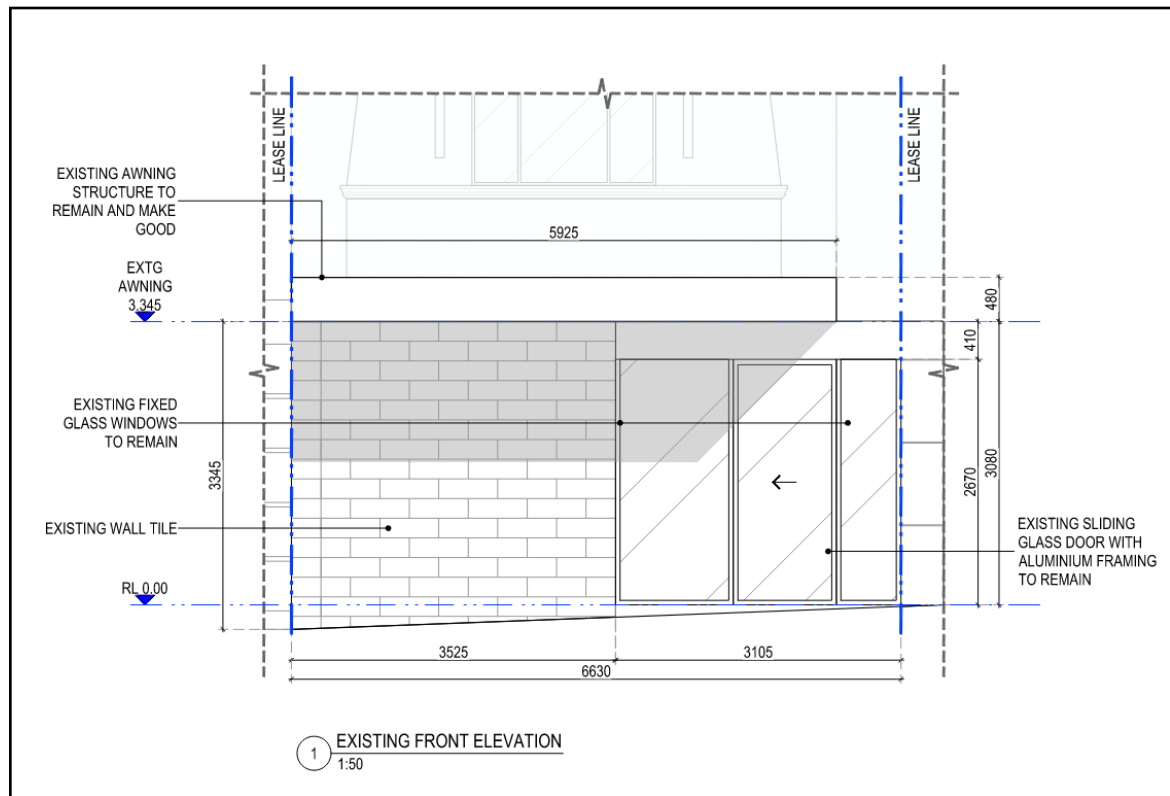 LEASE LINE
LEASE LINE
EXISTING AWNING
STRUCTURE TO
REMAIN AND MAKE
GOOD
5925
EXTG
AWNING
3.345
480
410
EXISTING FIXED
GLASS WINDOWS
TO REMAIN
3345
2670
3080
EXISTING WALL TILE
EXISTING SLIDING
GLASS DOOR WITH
ALUMINIUM FRAMING
TO REMAIN
RL 0.00
3525
3105
6630
1
EXISTING FRONT ELEVATION
1:50